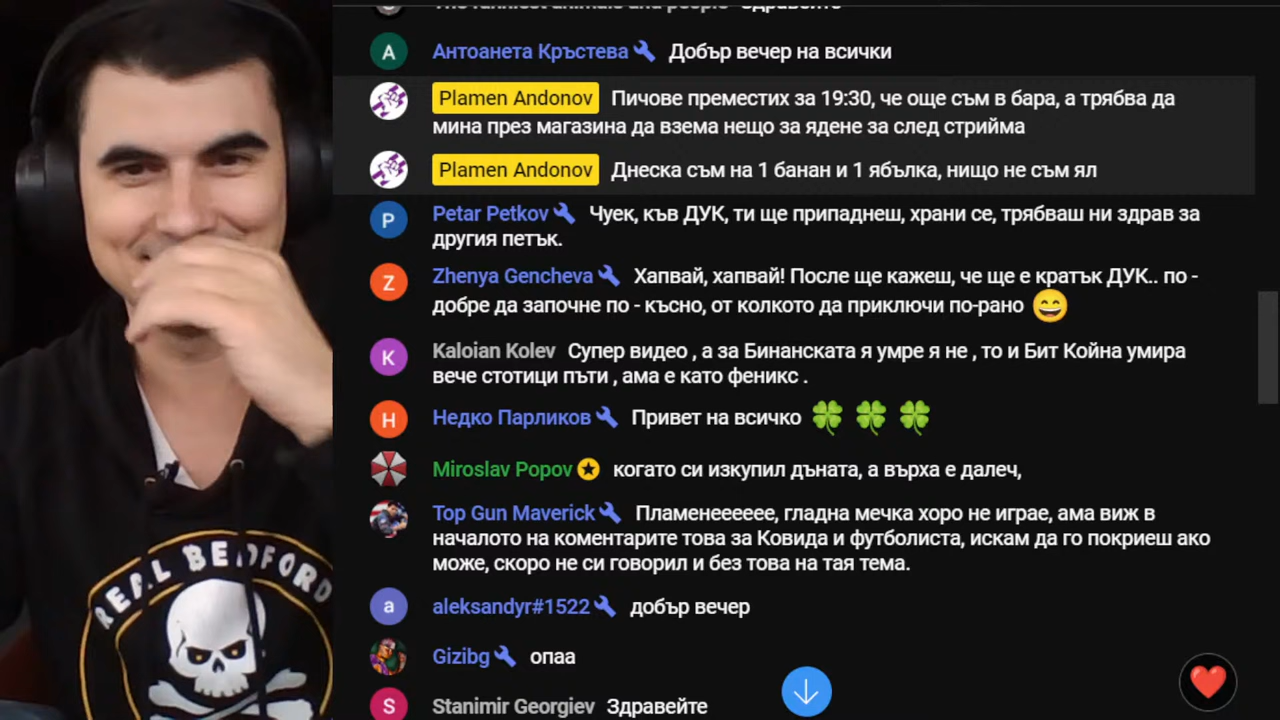 The funniest animals and people Здравейте
А Антоанета Кръстева Добър вечер на всички
Plamen Andonov Пичове преместих за 19:30, че още съм в бара, а трябва да
мина през магазина да взема нещо за ядене за след стрийма
Plamen Andonov Днеска съм на 1 банан и 1 ябълка, нищо не съм ял
P Petar Petkov Чуек, къв ДУК, ти ще припаднеш, храни се, трябваш ни здрав за
другия петък.
Z Zhenya Gencheva Хапвай, хапвай! После ще кажеш, че ще е кратък ДУК.. по -
добре да започне по - късно, от колкото да приключи по-рано
K Kaloian Kolev Супер видео , а за Бинанската я умре я не , то и Бит Койна умира
вече стотици пъти , ама е като феникс .
Н Недко Парликов Привет на всичко
Miroslav Popov когато си изкупил дъната, а върха е далеч,
Top Gun Maverick Пламенееееее, гладна мечка хоро не играе, ама виж в
началото на коментарите това за Ковида и футболиста, искам да го покриеш ако
може, скоро не си говорил и без това на тая тема.
a aleksandyr#1522 добър вечер
Gizibg опаа
S Stanimir Georgiev Здравейте
REAL BEDFORD